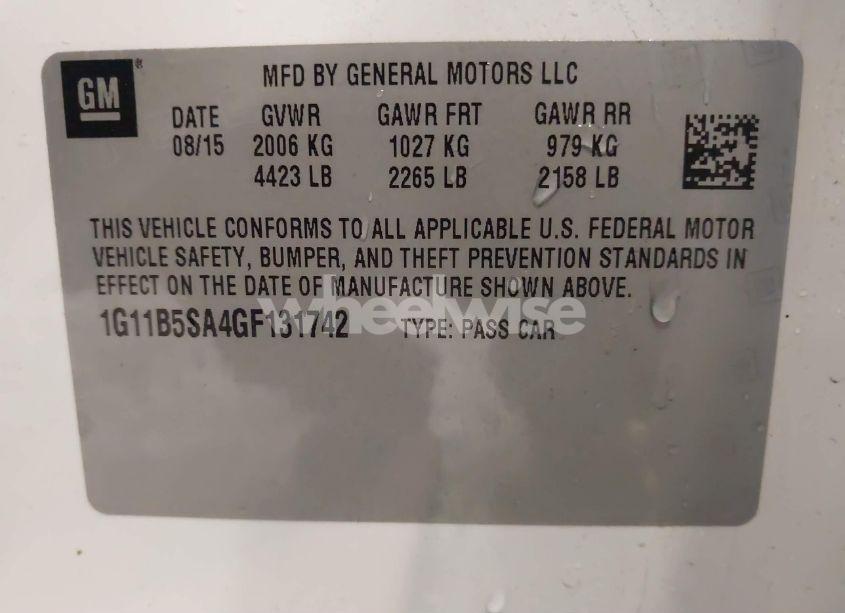 GM®
MFD BY GENERAL MOTORS LLC
DATE GVWR GAWR FRT GAWR RR
08/15 2006 KG 1027 KG 979 KG
4423 LB 2265 LB 2158 LB
THIS VEHICLE CONFORMS TO ALL APPLICABLE U.S. FEDERAL MOTOR
VEHICLE SAFETY, BUMPER, AND THEFT PREVENTION STANDARDS IN
EFFECT ON THE DATE OF MANUFACTURE SHOWN ABOVE.
wheelwise
1G11B5SA4GF131742 TYPE: PASS CAR